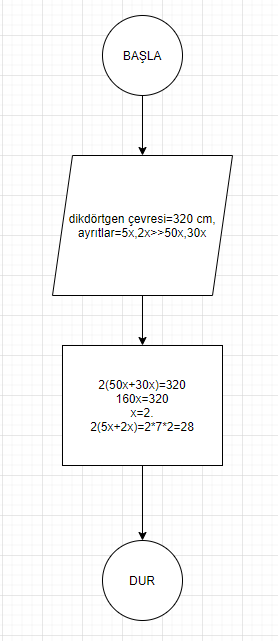 BAŞLA
dikdörtgen çevresi=320 cm,
ayrıtlar=5x,2x>>50x,30x
2(50x+30x)=320
160x=320
x=2.
2(5x+2x)=2*7*2=28
DUR